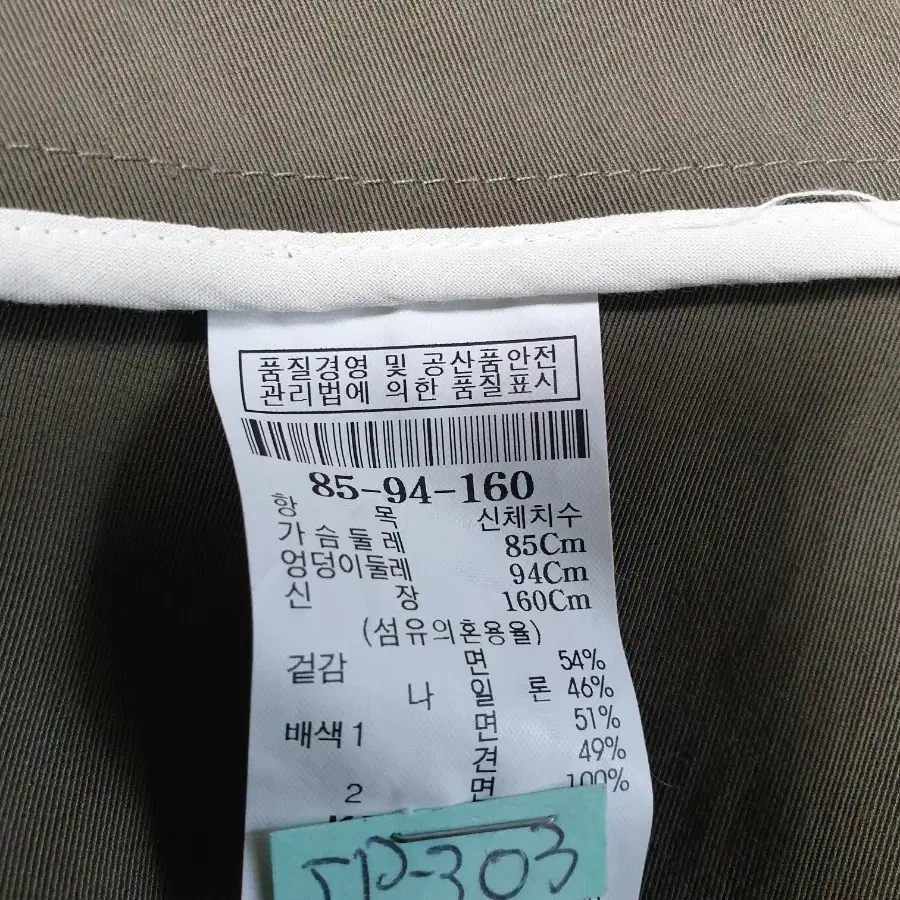 품질경영 및 공산품안전
관리법에 의한 품질표시
85-94-160
항 목 신체치수
가슴둘레 85Cm
엉덩이둘레 94Cm
신 장 160Cm
(섬유의혼용율)
겉감 면 54%
나 일 론 46%
배색1 면 51%
견 49%
2 면 100%
JP-303